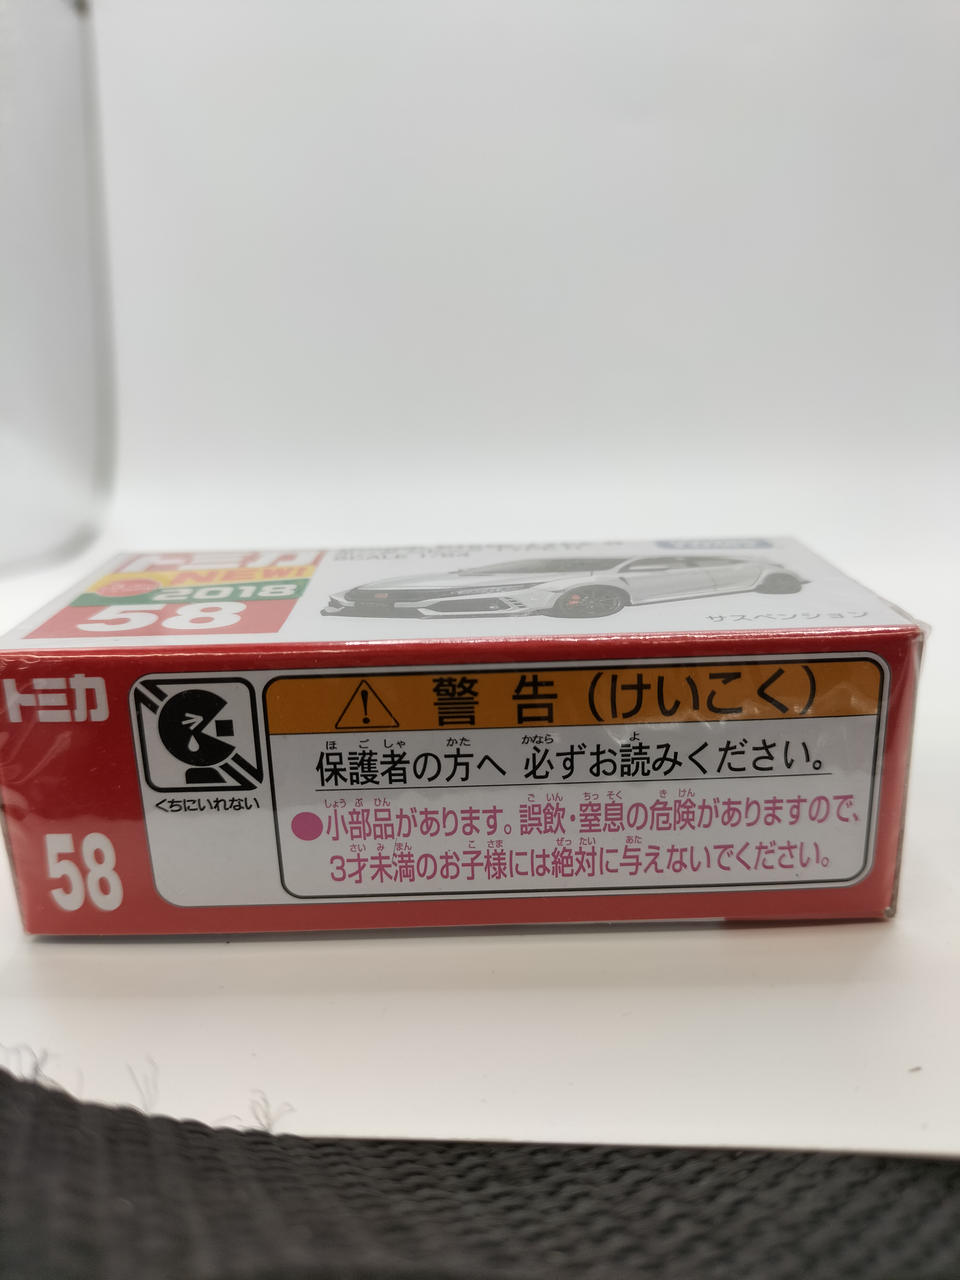 トミカ
NEW!
2018
58
SCALE 1/64
サスペンション
トミカ
58
くちにいれない
警告(けいこく)
保護者の方へ 必ずお読みください。
●小部品があります。誤飲・窒息の危険がありますので、
3才未満のお子様には絶対に与えないでください。